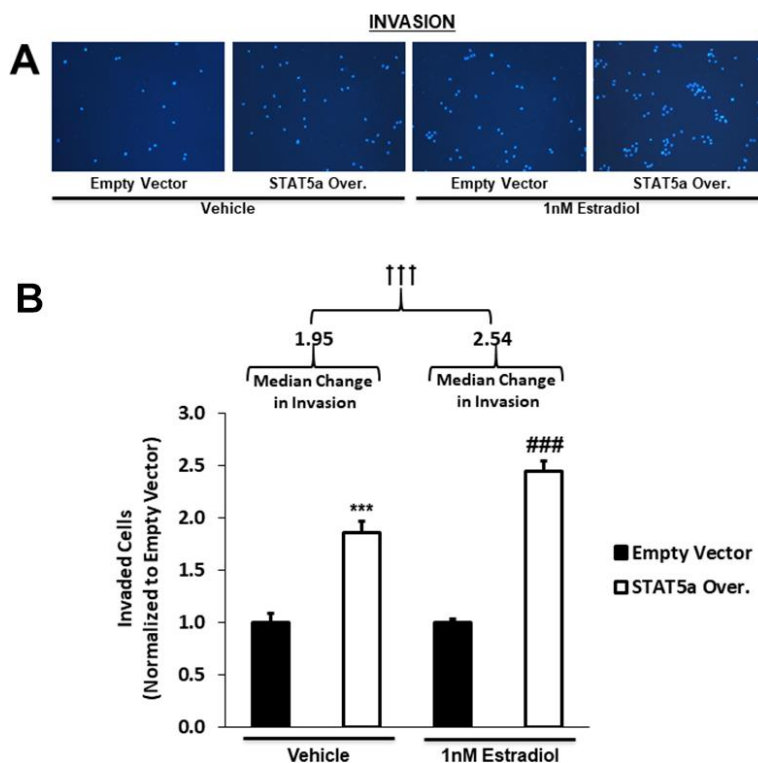 INVASION
A
Empty Vector
STAT5a Over.
Empty Vector
STAT5a Over.
Vehicle
1nM Estradiol
B
†††
1.95
2.54
Median Change
in Invasion
Median Change
in Invasion
###
***
Invaded Cells
(Normalized to Empty Vector)
3.0
2.5
2.0
1.5
1.0
0.5
0.0
Empty Vector
STAT5a Over.
Vehicle
1nM Estradiol